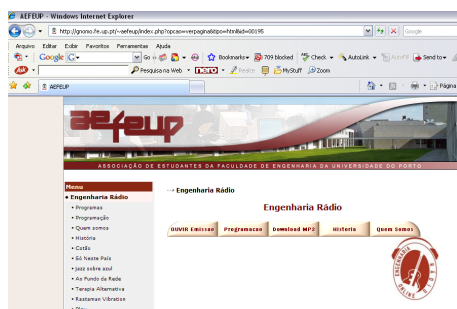 AEFEUP - Windows Internet Explorer
http://gnomo.fe.up.pt/~aefeup/index.php?opcao=verpagina&tipo=html&id=00195
Google
Arquivo Editar Exibir Favoritos Ferramentas Ajuda
Google G Go Bookmarks 709 blocked Check AutoLink AutoFill Send to
Pesquisa na Web MyStuff Zoom
AEFEUP Página
aefeup
ASSOCIAÇÃO DE ESTUDANTES DA FACULDADE DE ENGENHARIA DA UNIVERSIDADE DO PORTO
Menu
• Engenharia Rádio
• Programas
• Programação
• Quem somos
• História
• Cotão
• Só Neste País
• jazz sobre azul
• Ao Fundo da Rede
• Terapia Alternativa
• Rastaman Vibration
Engenharia Rádio
Engenharia Rádio
OUVIR Emissao Programacao Download MP3 Historia Quem Somos
ENGENHARIA RÁDIO ONLINE